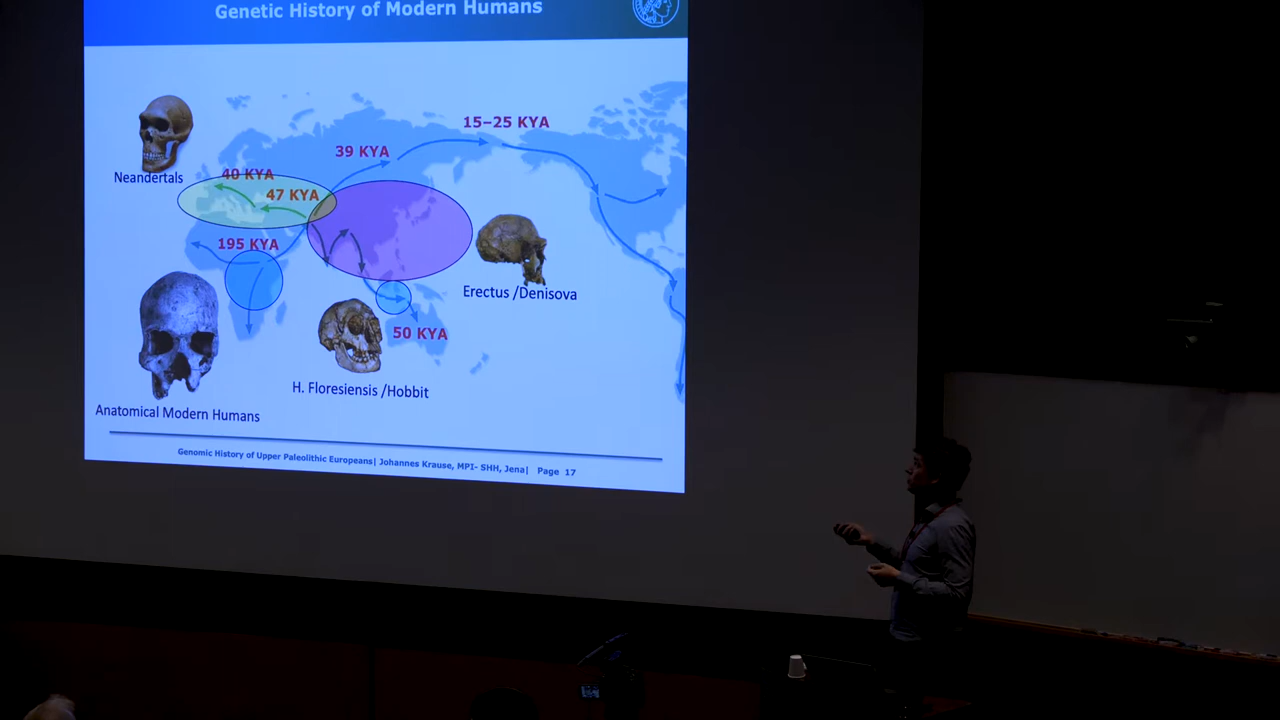 Genetic History of Modern Humans
15–25 KYA
39 KYA
Neandertals
40 KYA
47 KYA
195 KYA
Erectus /Denisova
50 KYA
H. Floresiensis /Hobbit
Anatomical Modern Humans
Genomic History of Upper Paleolithic Europeans| Johannes Krause, MPI- SHH, Jena| Page 17